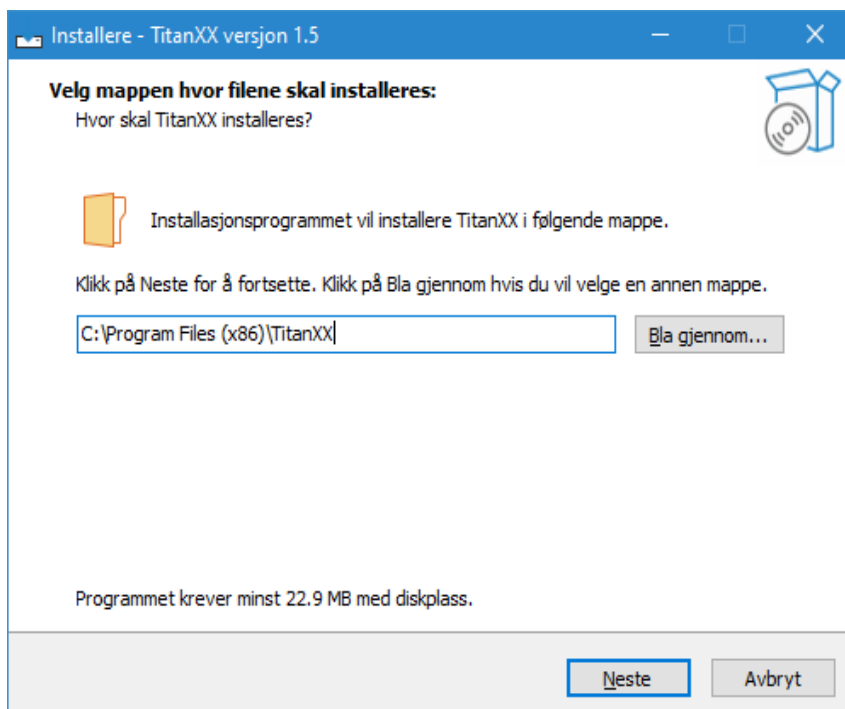 Installere - TitanXX versjon 1.5
Velg mappen hvor filene skal installeres:
Hvor skal TitanXX installeres?
Installasjonsprogrammet vil installere TitanXX i følgende mappe.
Klikk på Neste for å fortsette. Klikk på Bla gjennom hvis du vil velge en annen mappe.
C:\Program Files (x86)\TitanXX
Bla gjennom...
Programmet krever minst 22.9 MB med diskplass.
Neste
Avbryt